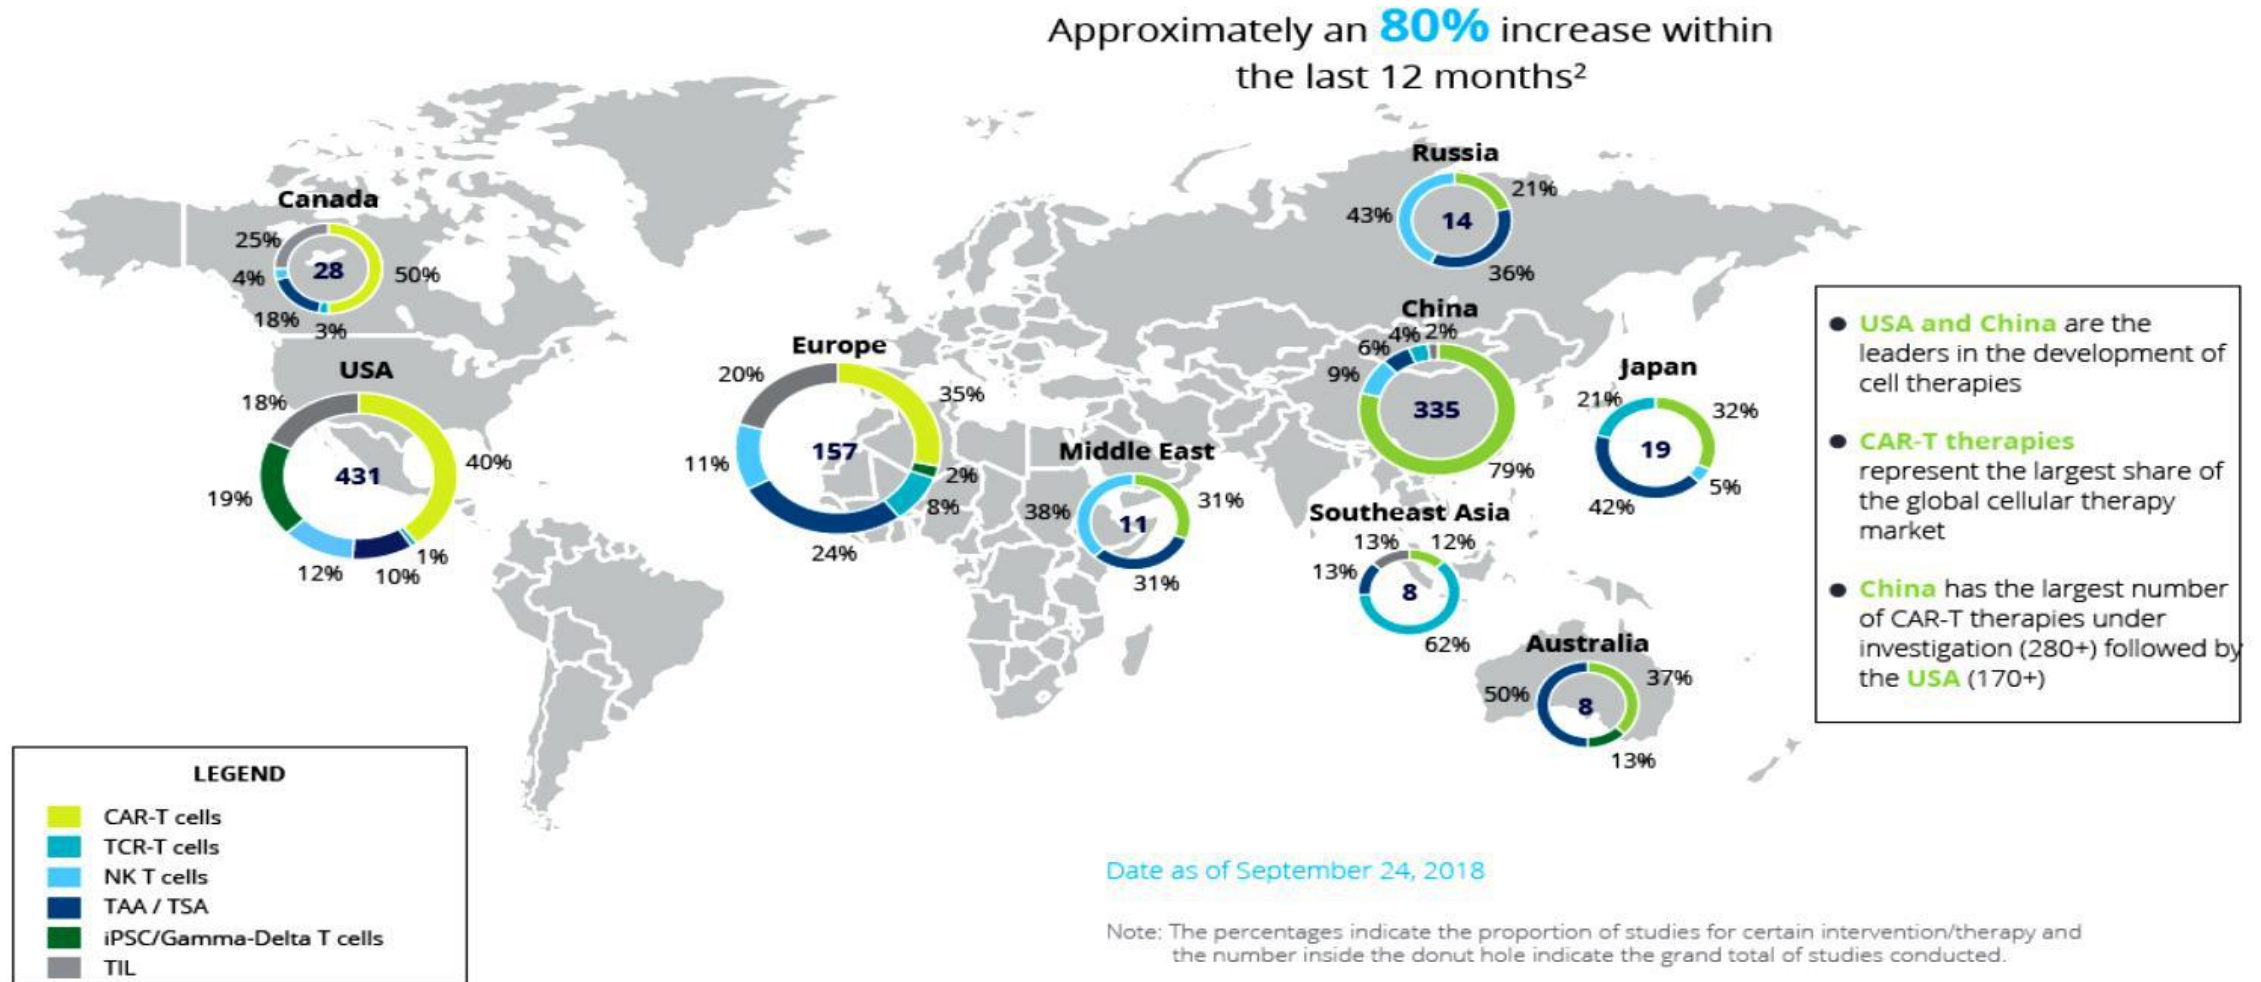 Approximately an 80% increase within
the last 12 months²
Canada
25%
4%
28
50%
18%
3%
USA
18%
431
40%
19%
12%
10%
1%
Europe
20%
35%
157
11%
2%
8%
24%
Middle East
38%
11
31%
31%
Russia
21%
43%
14
36%
China
4%
2%
6%
9%
335
79%
Japan
21%
32%
19
5%
42%
Southeast Asia
13%
12%
13%
8
62%
Australia
50%
8
37%
13%
USA and China are the
leaders in the development of
cell therapies
CAR-T therapies
represent the largest share of
the global cellular therapy
market
China has the largest number
of CAR-T therapies under
investigation (280+) followed by
the USA (170+)
LEGEND
CAR-T cells
TCR-T cells
NK T cells
TAA / TSA
iPSC/Gamma-Delta T cells
TIL
Date as of September 24, 2018
Note: The percentages indicate the proportion of studies for certain intervention/therapy and
the number inside the donut hole indicate the grand total of studies conducted.